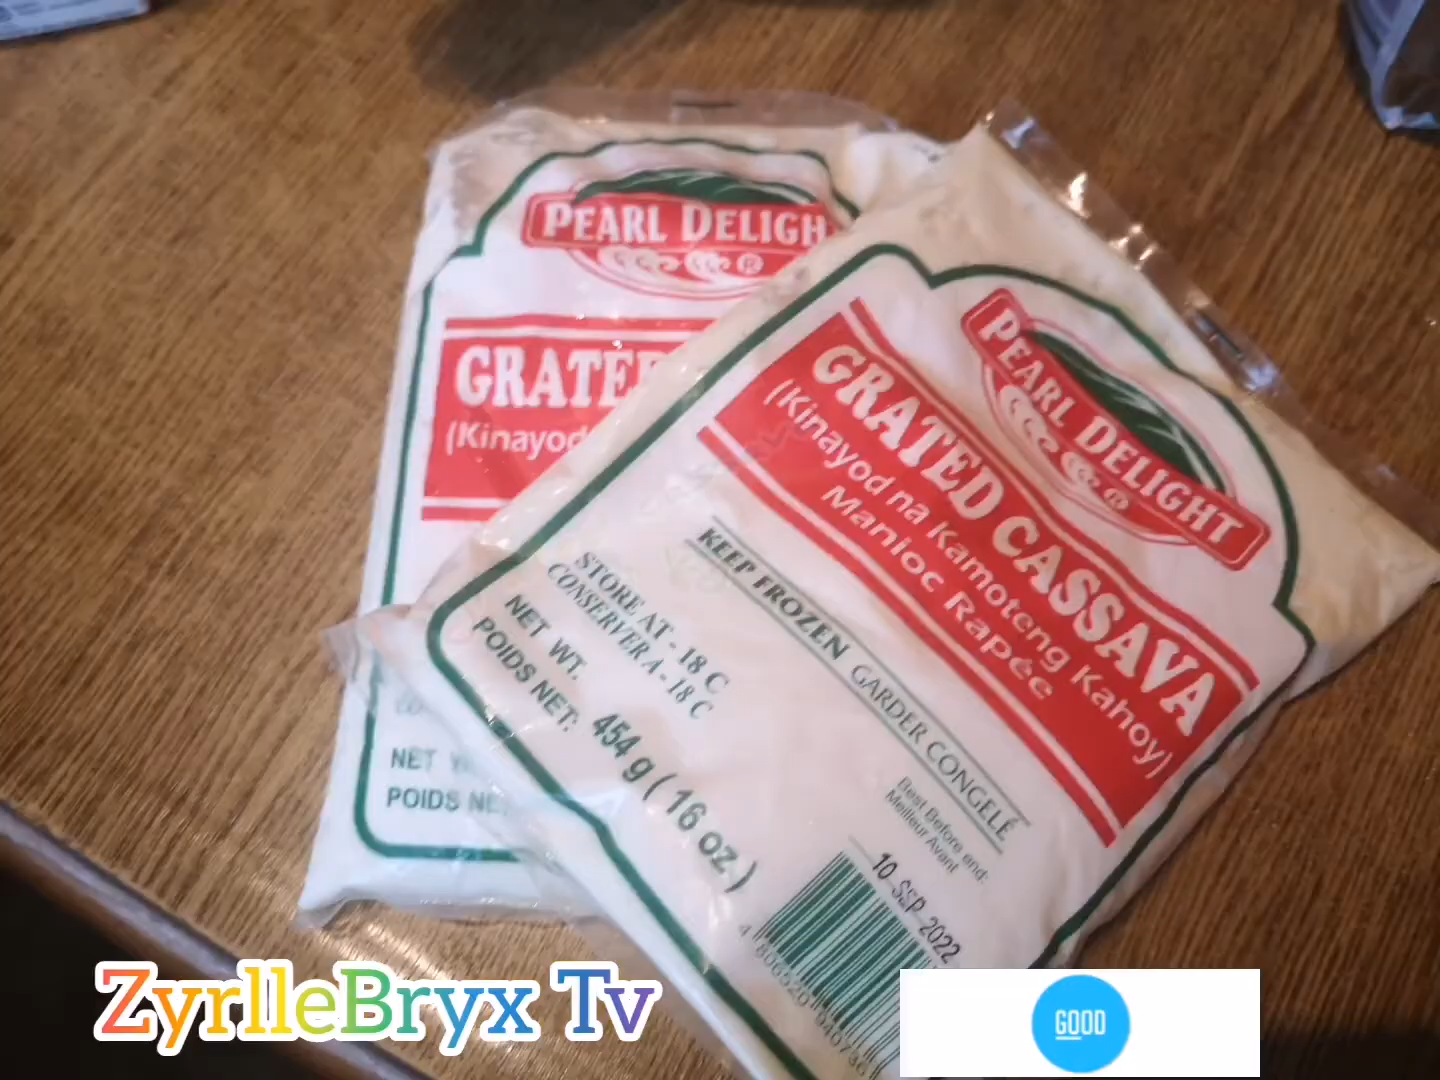 PEARL DELIGH
®
GRATED
(Kinayod
NET
POIDS NE
PEARL DELIGHT
®
GRATED CASSAVA
(Kinayod na Kamoteng Kahoy)
Manioc Rapée
KEEP FROZEN GARDER CONGELÉ
STORE AT - 18 C
CONSERVER A - 18 C
NET WT.
POIDS NET: 454 g ( 16 oz.)
Best Before end:
Meilleur Avant
10 SEP 2022
ZyrlleBryx Tv
GOOD